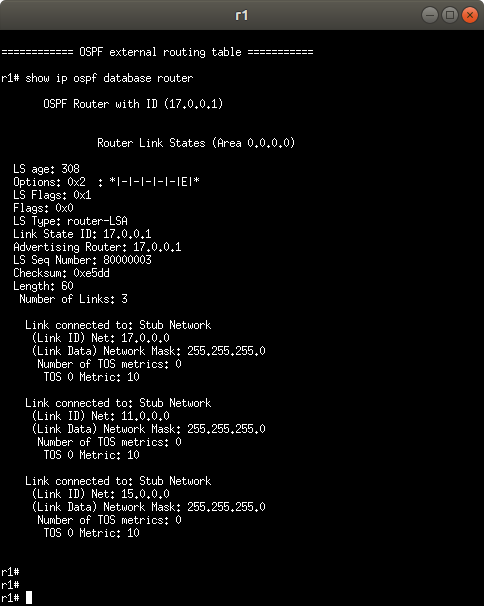 r1
============ OSPF external routing table ===========
r1# show ip ospf database router
OSPF Router with ID (17.0.0.1)
Router Link States (Area 0.0.0.0)
LS age: 308
Options: 0x2  : *|-|-|-|-|-|E|*
LS Flags: 0x1
Flags: 0x0
LS Type: router-LSA
Link State ID: 17.0.0.1
Advertising Router: 17.0.0.1
LS Seq Number: 80000003
Checksum: 0xe5dd
Length: 60
Number of Links: 3
Link connected to: Stub Network
(Link ID) Net: 17.0.0.0
(Link Data) Network Mask: 255.255.255.0
Number of TOS metrics: 0
TOS 0 Metric: 10
Link connected to: Stub Network
(Link ID) Net: 11.0.0.0
(Link Data) Network Mask: 255.255.255.0
Number of TOS metrics: 0
TOS 0 Metric: 10
Link connected to: Stub Network
(Link ID) Net: 15.0.0.0
(Link Data) Network Mask: 255.255.255.0
Number of TOS metrics: 0
TOS 0 Metric: 10
r1#
r1#
r1#